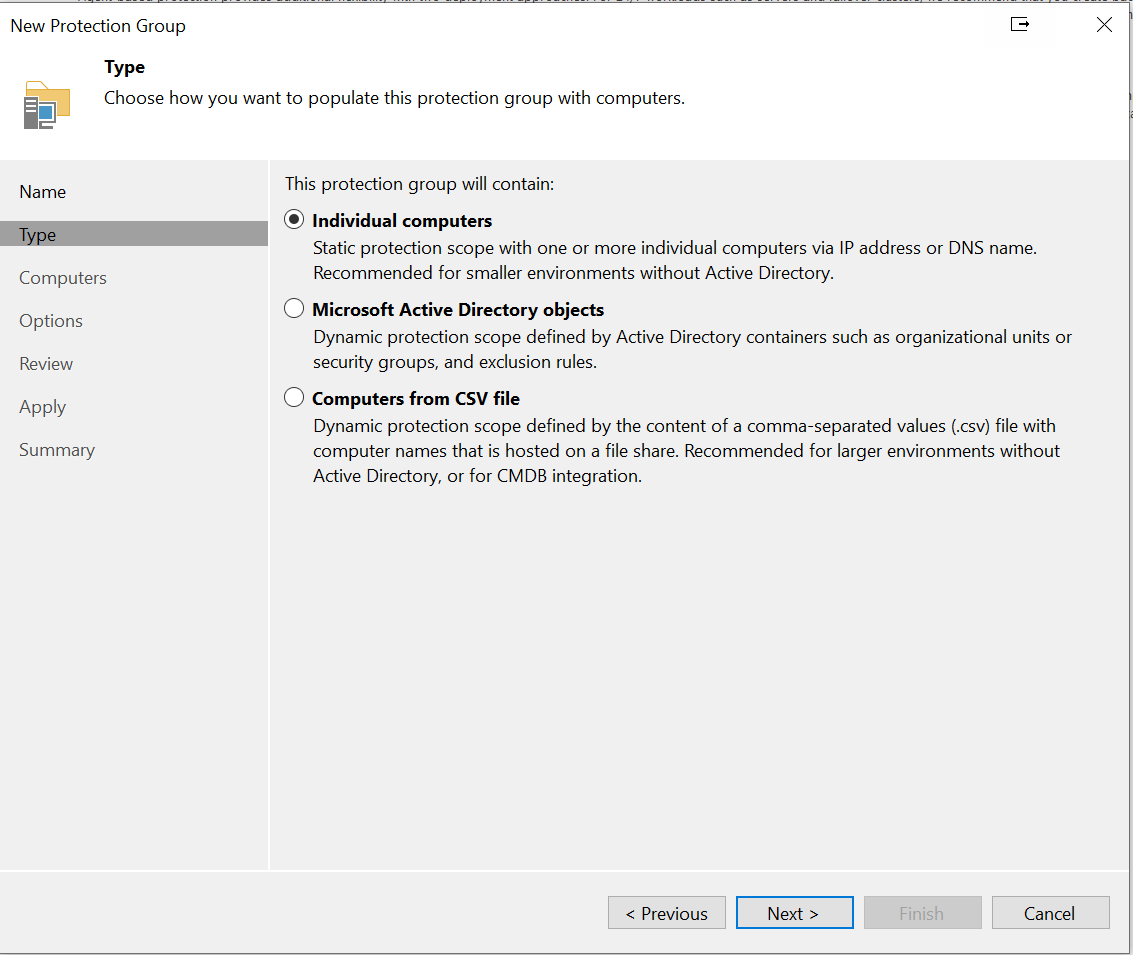 New Protection Group
Type
Choose how you want to populate this protection group with computers.
Name
Type
Computers
Options
Review
Apply
Summary
This protection group will contain:
Individual computers
Static protection scope with one or more individual computers via IP address or DNS name.
Recommended for smaller environments without Active Directory.
Microsoft Active Directory objects
Dynamic protection scope defined by Active Directory containers such as organizational units or
security groups, and exclusion rules.
Computers from CSV file
Dynamic protection scope defined by the content of a comma-separated values (.csv) file with
computer names that is hosted on a file share. Recommended for larger environments without
Active Directory, or for CMDB integration.
< Previous
Next >
Finish
Cancel